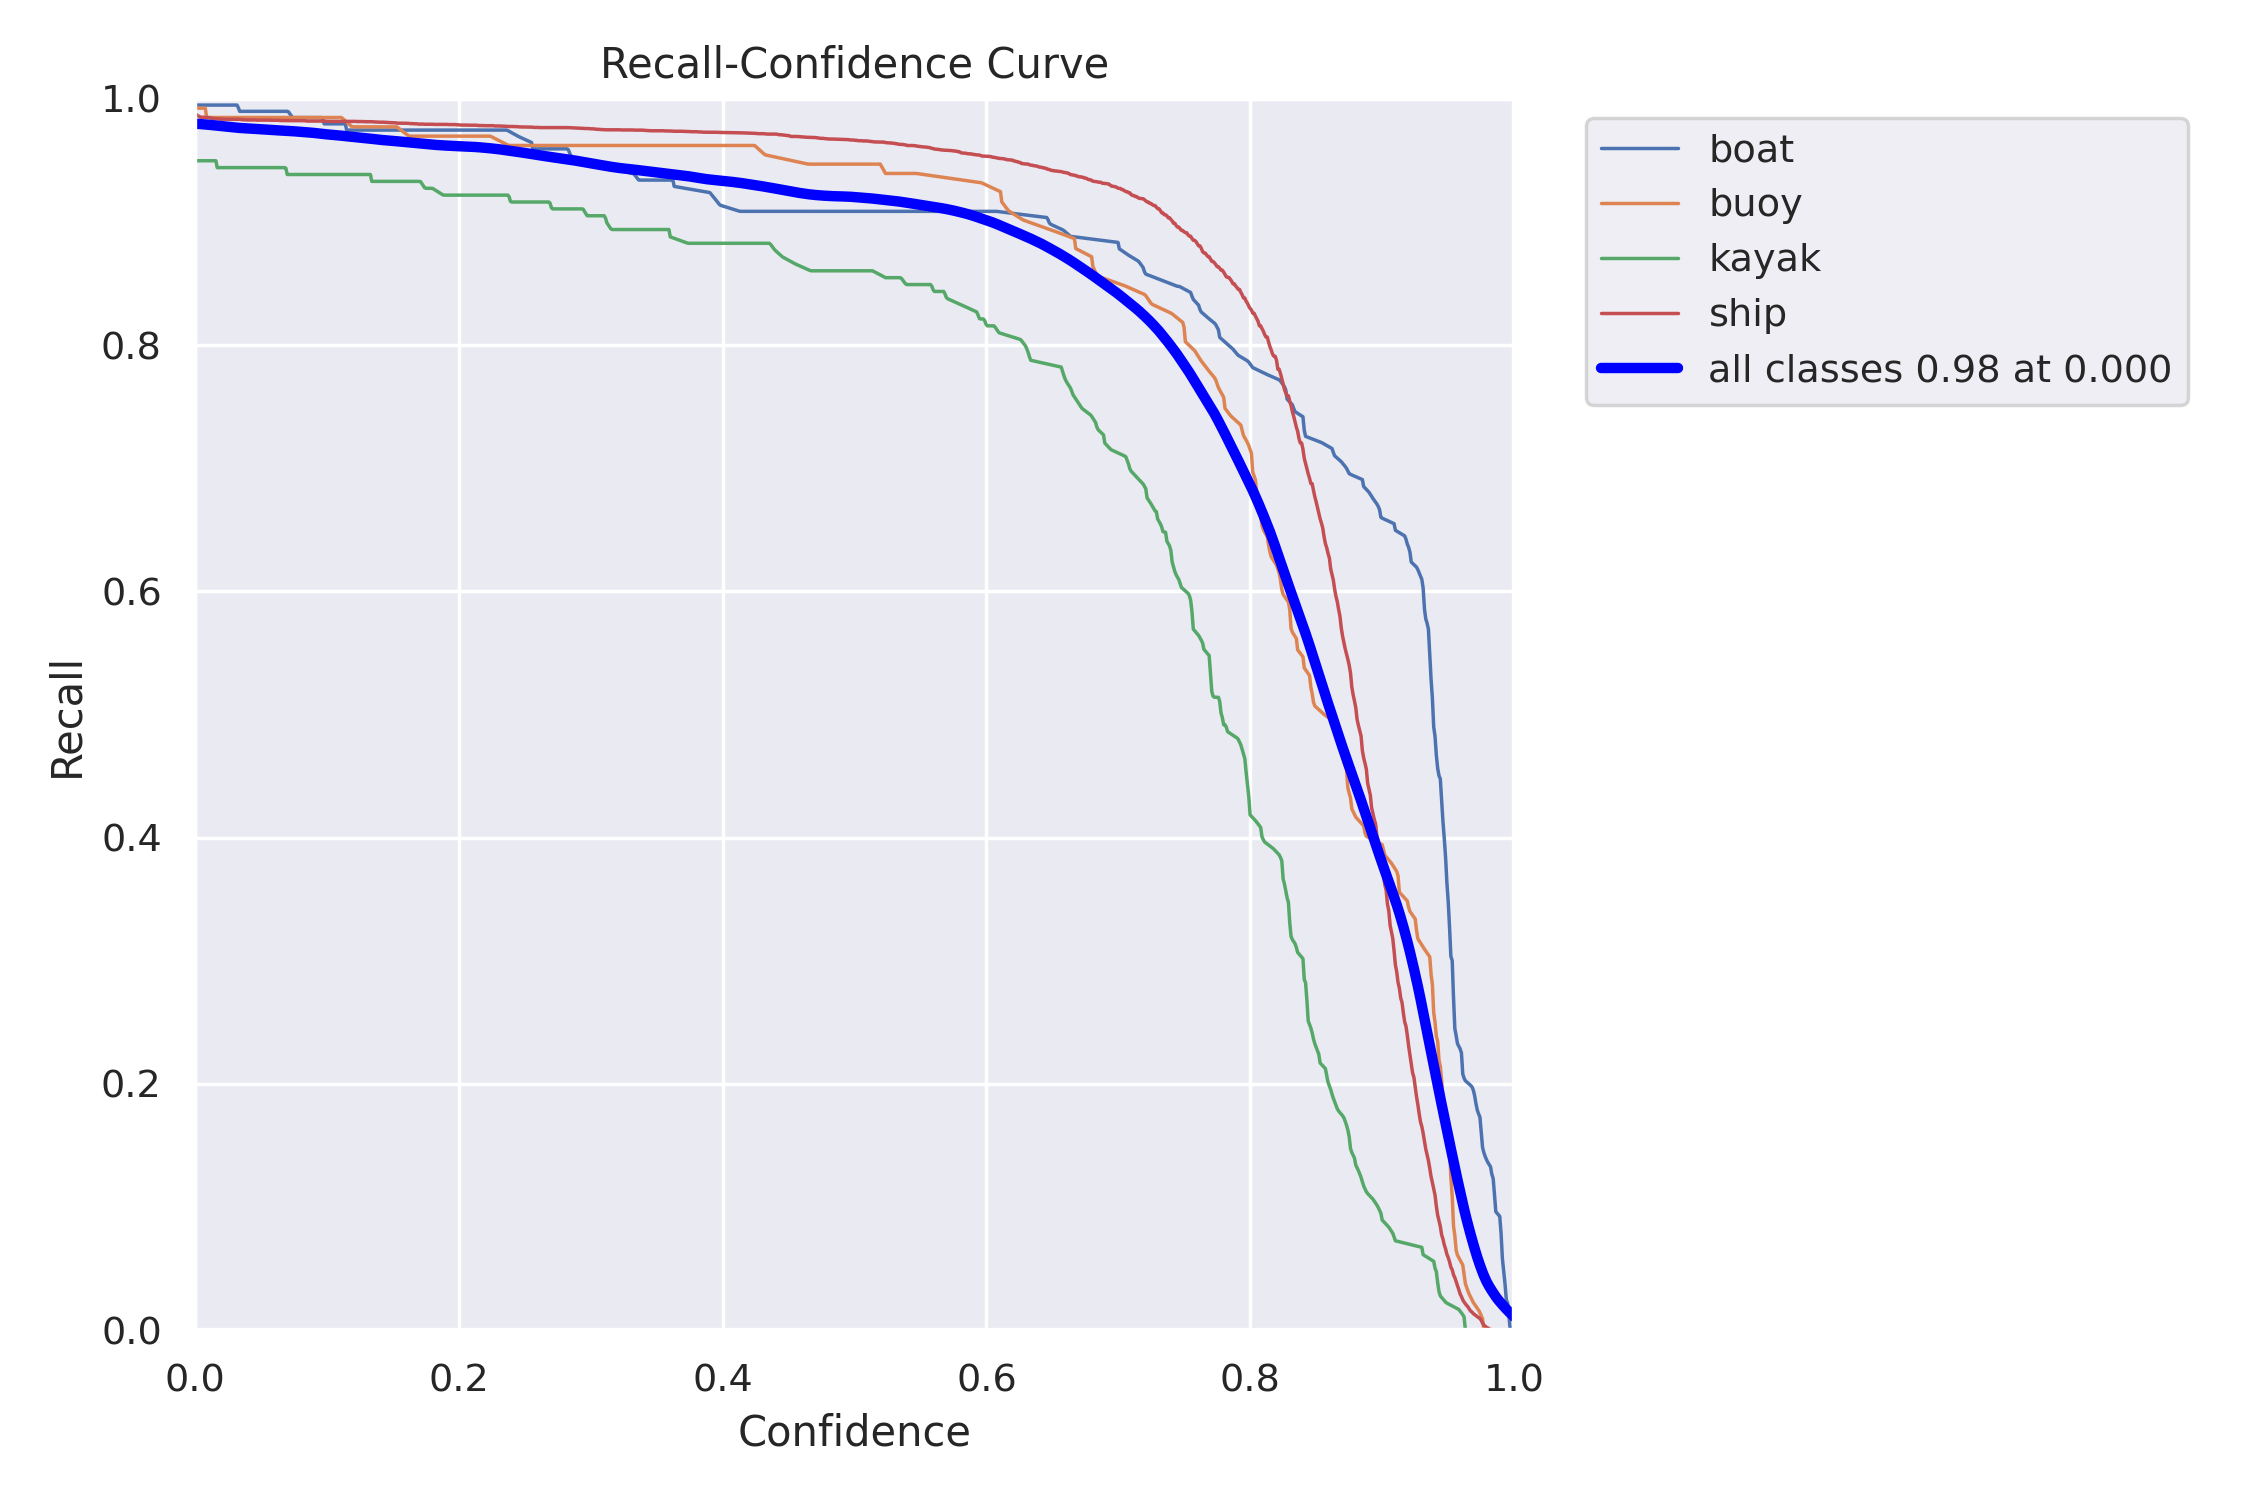 Recall-Confidence Curve
1.0
0.8
0.6
0.4
0.2
0.0
Recall
0.0 0.2 0.4 0.6 0.8 1.0
Confidence
boat
buoy
kayak
ship
all classes 0.98 at 0.000